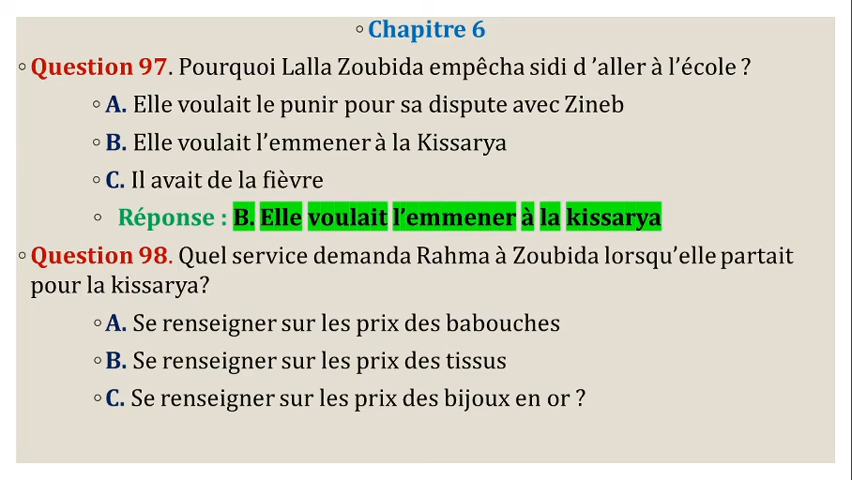 ◦ Chapitre 6
◦ Question 97. Pourquoi Lalla Zoubida empêcha sidi d ’aller à l’école ?
◦ A. Elle voulait le punir pour sa dispute avec Zineb
◦ B. Elle voulait l’emmener à la Kissarya
◦ C. Il avait de la fièvre
◦ Réponse : B. Elle voulait l’emmener à la kissarya
◦ Question 98. Quel service demanda Rahma à Zoubida lorsqu’elle partait
pour la kissarya?
◦ A. Se renseigner sur les prix des babouches
◦ B. Se renseigner sur les prix des tissus
◦ C. Se renseigner sur les prix des bijoux en or ?